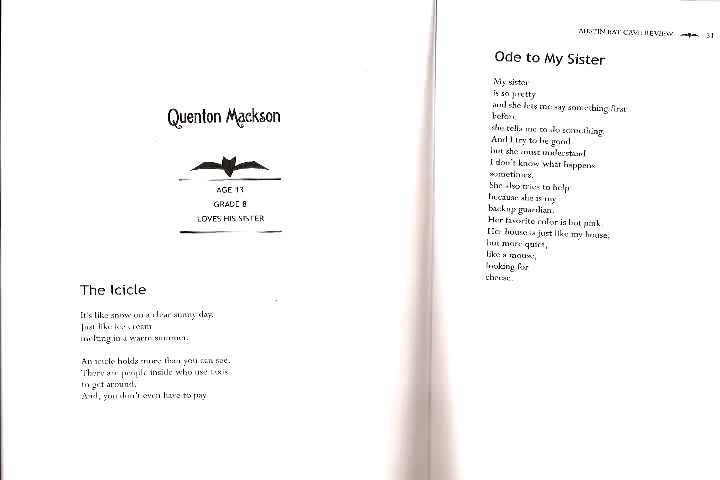 Quenton Mackson
AGE 13
GRADE 8
LOVES HIS SISTER
The Icicle
It's like snow on a clear sunny day.
Just like ice cream
melting in a warm summer.
An icicle holds more than you can see.
There are people inside who use taxis
to get around.
And, you don't even have to pay.
AUSTIN BAT CAVE REVIEW 31
Ode to My Sister
My sister
is so pretty
and she lets me say something first
before
she tells me to do something.
And I try to be good
but she must understand
I don't know what happens
sometimes.
She also tries to help
because she is my
backup guardian.
Her favorite color is hot pink.
Her house is just like my house,
but more quiet,
like a mouse,
looking for
cheese.